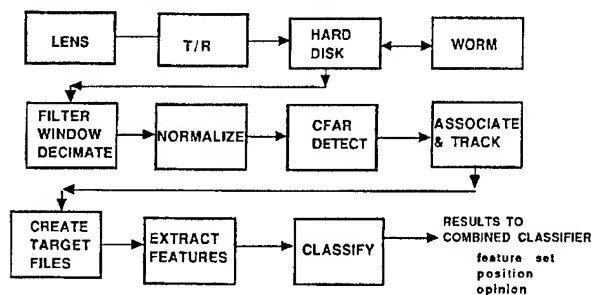 LENS
T/R
HARD
DISK
WORM
FILTER
WINDOW
DECIMATE
NORMALIZE
CFAR
DETECT
ASSOCIATE
& TRACK
CREATE
TARGET
FILES
EXTRACT
FEATURES
CLASSIFY
RESULTS TO
COMBINED CLASSIFIER
feature set
position
opinion